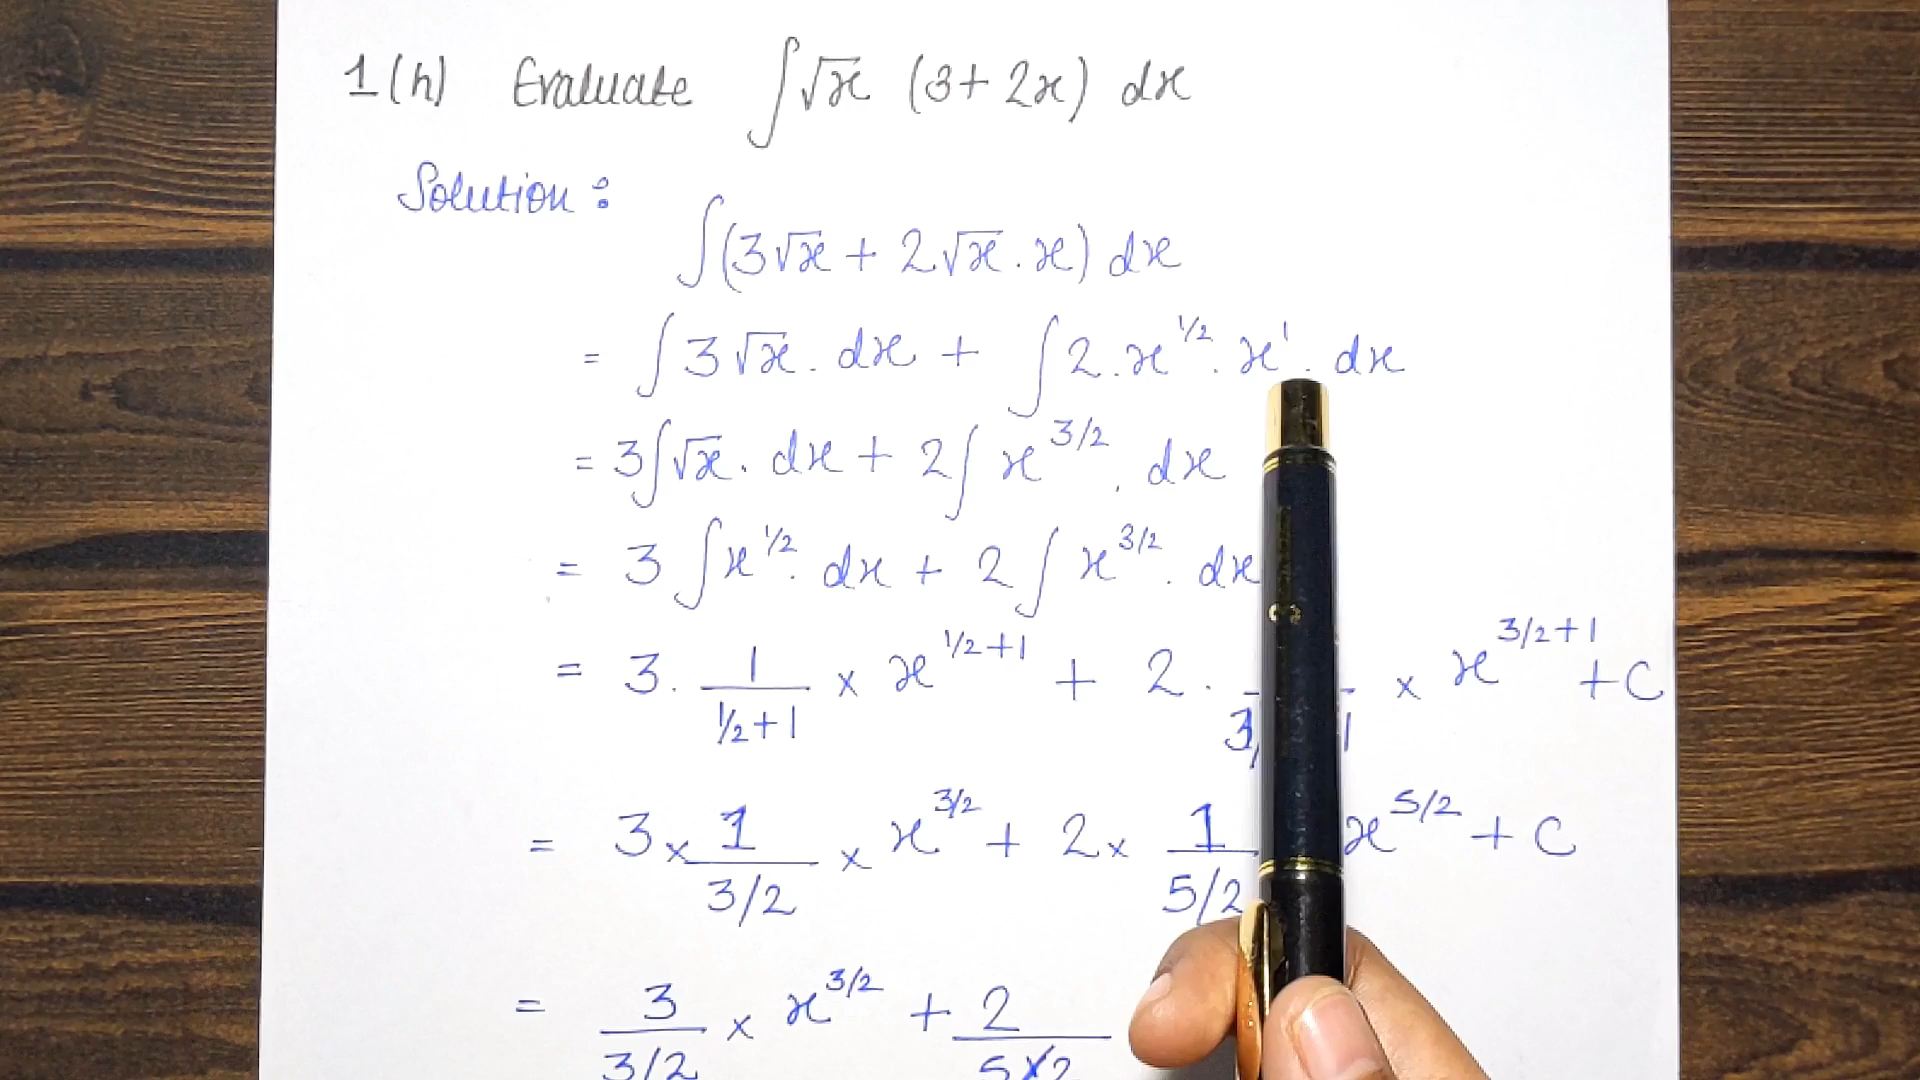 1(h) Evaluate ∫√x (3+2x) dx
Solution:
∫(3√x + 2√x . x) dx
= ∫ 3√x . dx + ∫ 2 . x^1/2 . x^1 . dx
= 3∫√x . dx + 2∫ x^3/2 . dx
= 3 ∫x^1/2 . dx + 2 ∫ x^3/2 . dx
= 3 . 1/(1/2+1) × x^(1/2+1) + 2 . × x^(3/2+1) + C
= 3 × 1/(3/2) × x^3/2 + 2 × 1/(5/2) x^5/2 + C
= 3/(3/2) × x^3/2 + 2